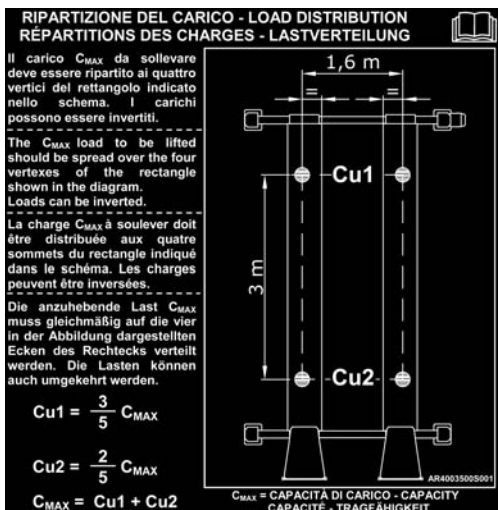 RIPARTIZIONE DEL CARICO - LOAD DISTRIBUTION
RÉPARTITIONS DES CHARGES - LASTVERTEILUNG
Il carico CMAX da sollevare
deve essere ripartito ai quattro
vertici del rettangolo indicato
nello schema. I carichi
possono essere invertiti.
The CMAX load to be lifted
should be spread over the four
vertexes of the rectangle
shown in the diagram.
Loads can be inverted.
La charge CMAX à soulever doit
être distribuée aux quatre
sommets du rectangle indiqué
dans le schéma. Les charges
peuvent être inversées.
Die anzuhebende Last CMAX
muss gleichmäßig auf die vier
in der Abbildung dargestellten
Ecken des Rechtecks verteilt
werden. Die Lasten können
auch umgekehrt werden.
Cu1 = 3/5 CMAX
Cu2 = 2/5 CMAX
CMAX = Cu1 + Cu2
1,6 m
= =
Cu1
3 m
Cu2
AR4003500S001
CMAX = CAPACITÀ DI CARICO - CAPACITY
CAPACITÉ - TRAGFÄHIGKEIT